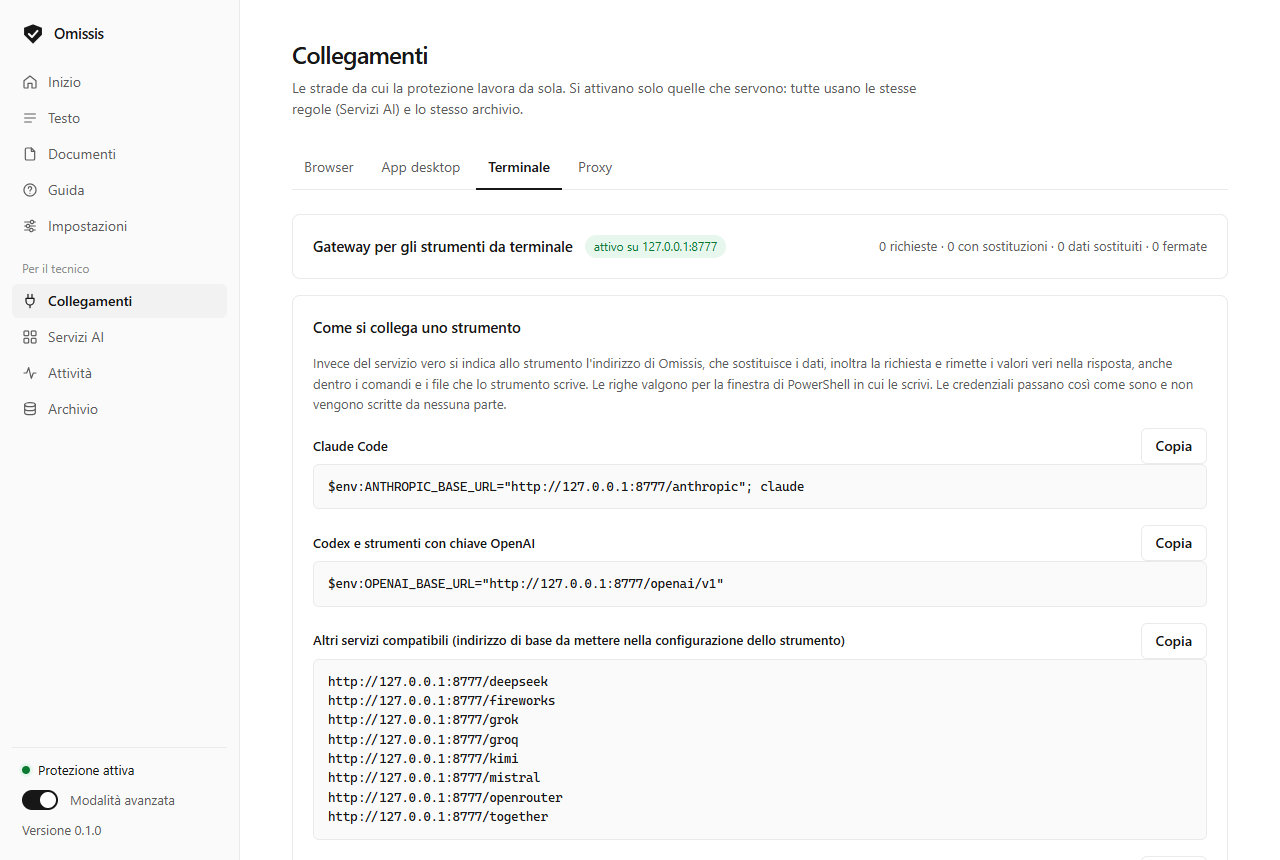 Omissis
Inizio
Testo
Documenti
Guida
Impostazioni
Per il tecnico
Collegamenti
Servizi AI
Attività
Archivio
Protezione attiva
Modalità avanzata
Versione 0.1.0
Collegamenti
Le strade da cui la protezione lavora da sola. Si attivano solo quelle che servono: tutte usano le stesse
regole (Servizi AI) e lo stesso archivio.
Browser App desktop Terminale Proxy
Gateway per gli strumenti da terminale attivo su 127.0.0.1:8777 0 richieste · 0 con sostituzioni · 0 dati sostituiti · 0 fermate
Come si collega uno strumento
Invece del servizio vero si indica allo strumento l'indirizzo di Omissis, che sostituisce i dati, inoltra la richiesta e rimette i valori veri nella risposta, anche
dentro i comandi e i file che lo strumento scrive. Le righe valgono per la finestra di PowerShell in cui le scrivi. Le credenziali passano così come sono e non
vengono scritte da nessuna parte.
Claude Code Copia
$env:ANTHROPIC_BASE_URL="http://127.0.0.1:8777/anthropic"; claude
Codex e strumenti con chiave OpenAI Copia
$env:OPENAI_BASE_URL="http://127.0.0.1:8777/openai/v1"
Altri servizi compatibili (indirizzo di base da mettere nella configurazione dello strumento) Copia
http://127.0.0.1:8777/deepseek
http://127.0.0.1:8777/fireworks
http://127.0.0.1:8777/grok
http://127.0.0.1:8777/groq
http://127.0.0.1:8777/kimi
http://127.0.0.1:8777/mistral
http://127.0.0.1:8777/openrouter
http://127.0.0.1:8777/together